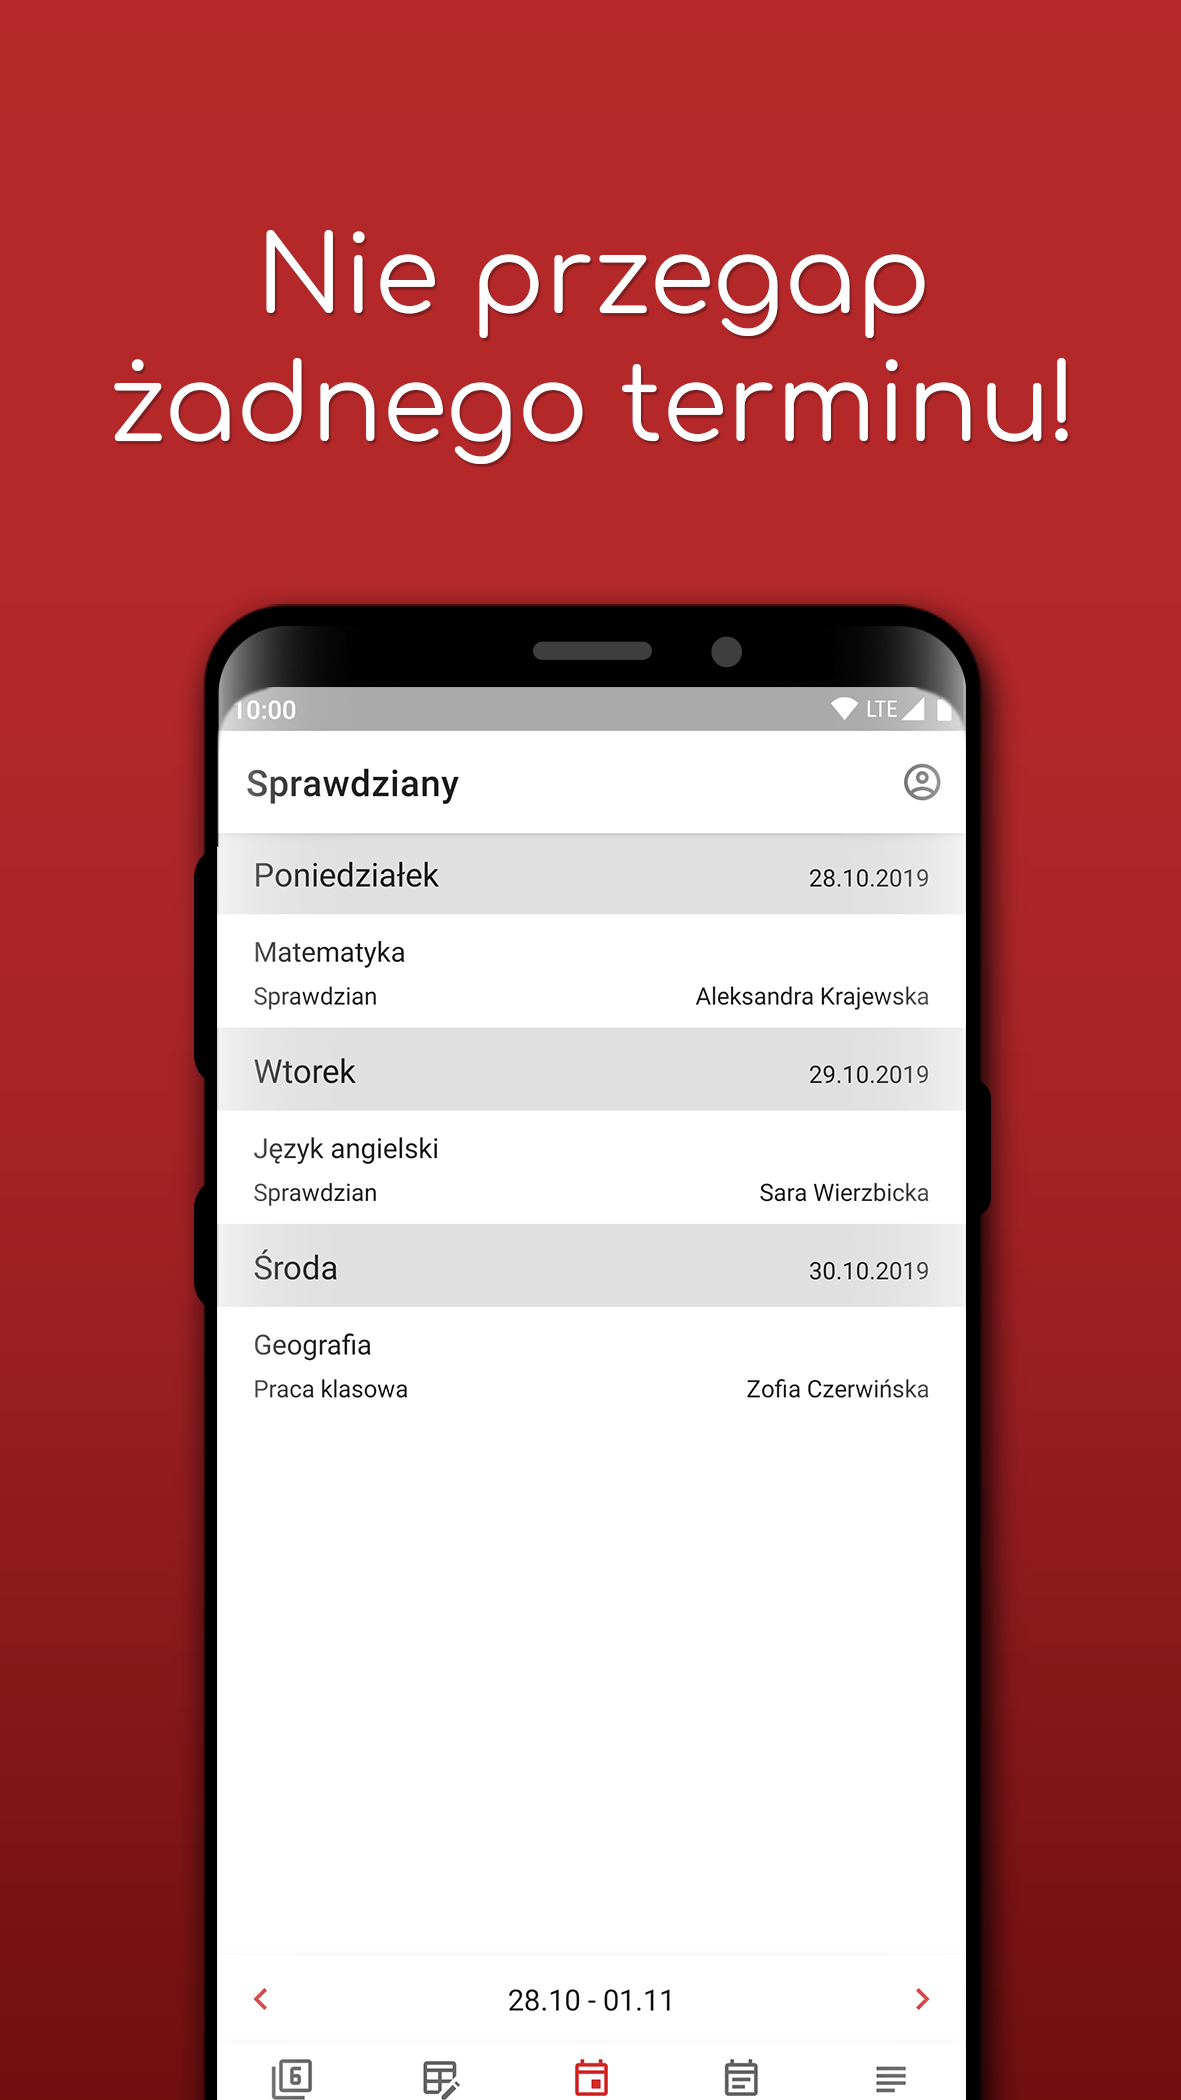 Nie przegap
żadnego terminu!
10:00 LTE
Sprawdziany
Poniedziałek 28.10.2019
Matematyka
Sprawdzian Aleksandra Krajewska
Wtorek 29.10.2019
Język angielski
Sprawdzian Sara Wierzbicka
Środa 30.10.2019
Geografia
Praca klasowa Zofia Czerwińska
28.10 - 01.11
6